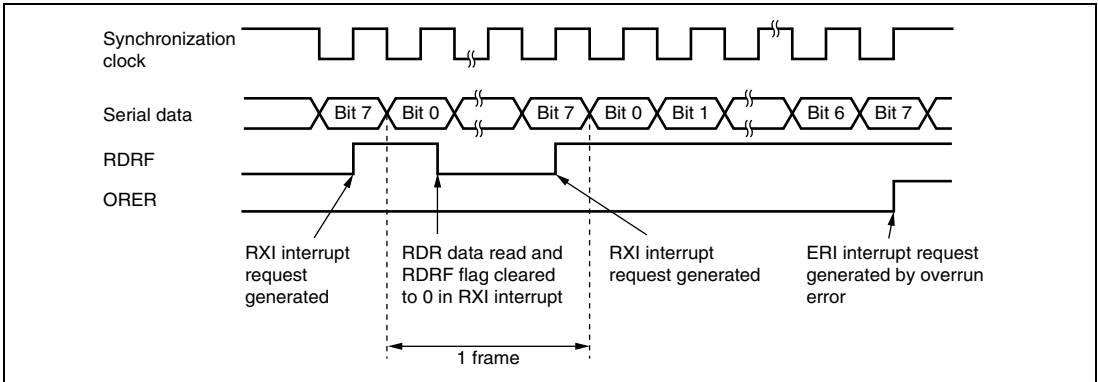 Synchronization
clock
Serial data
Bit 7
Bit 0
Bit 7
Bit 0
Bit 1
Bit 6
Bit 7
RDRF
ORER
RXI interrupt
request
generated
RDR data read and
RDRF flag cleared
to 0 in RXI interrupt
RXI interrupt
request generated
ERI interrupt request
generated by overrun
error
1 frame